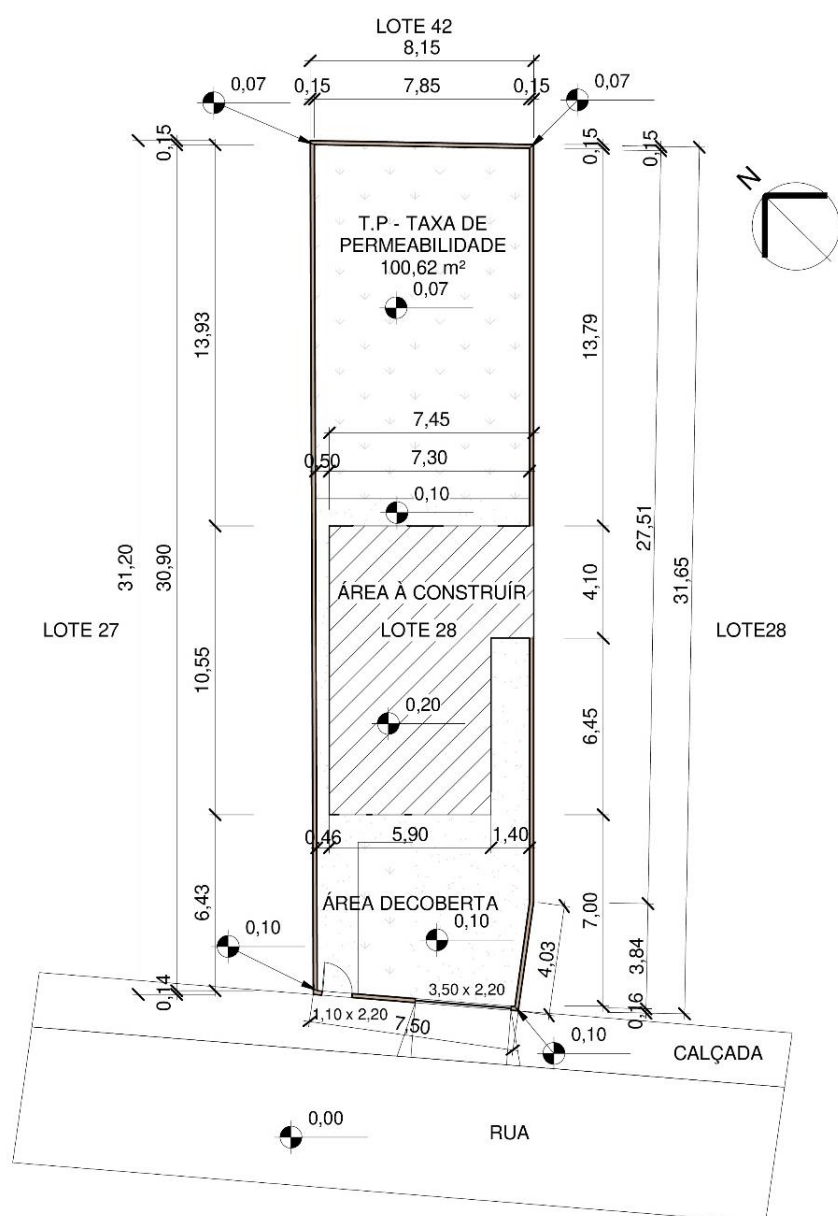 LOTE 42
8,15
0,07
0,15
7,85
0,15
0,07
0,15
0,15
0,15
N
T.P - TAXA DE
PERMEABILIDADE
100,62 m²
0,07
13,93
13,79
7,45
0,50
7,30
0,10
31,20
30,90
27,51
31,65
ÁREA À CONSTRUÍR
4,10
LOTE 27
LOTE 28
LOTE28
10,55
0,20
6,45
0,46
5,90
1,40
6,43
ÁREA DECOBERTA
0,10
0,10
7,00
4,03
3,84
0,14
3,50 x 2,20
0,16
1,10 x 2,20
7,50
0,10
CALÇADA
0,00
RUA